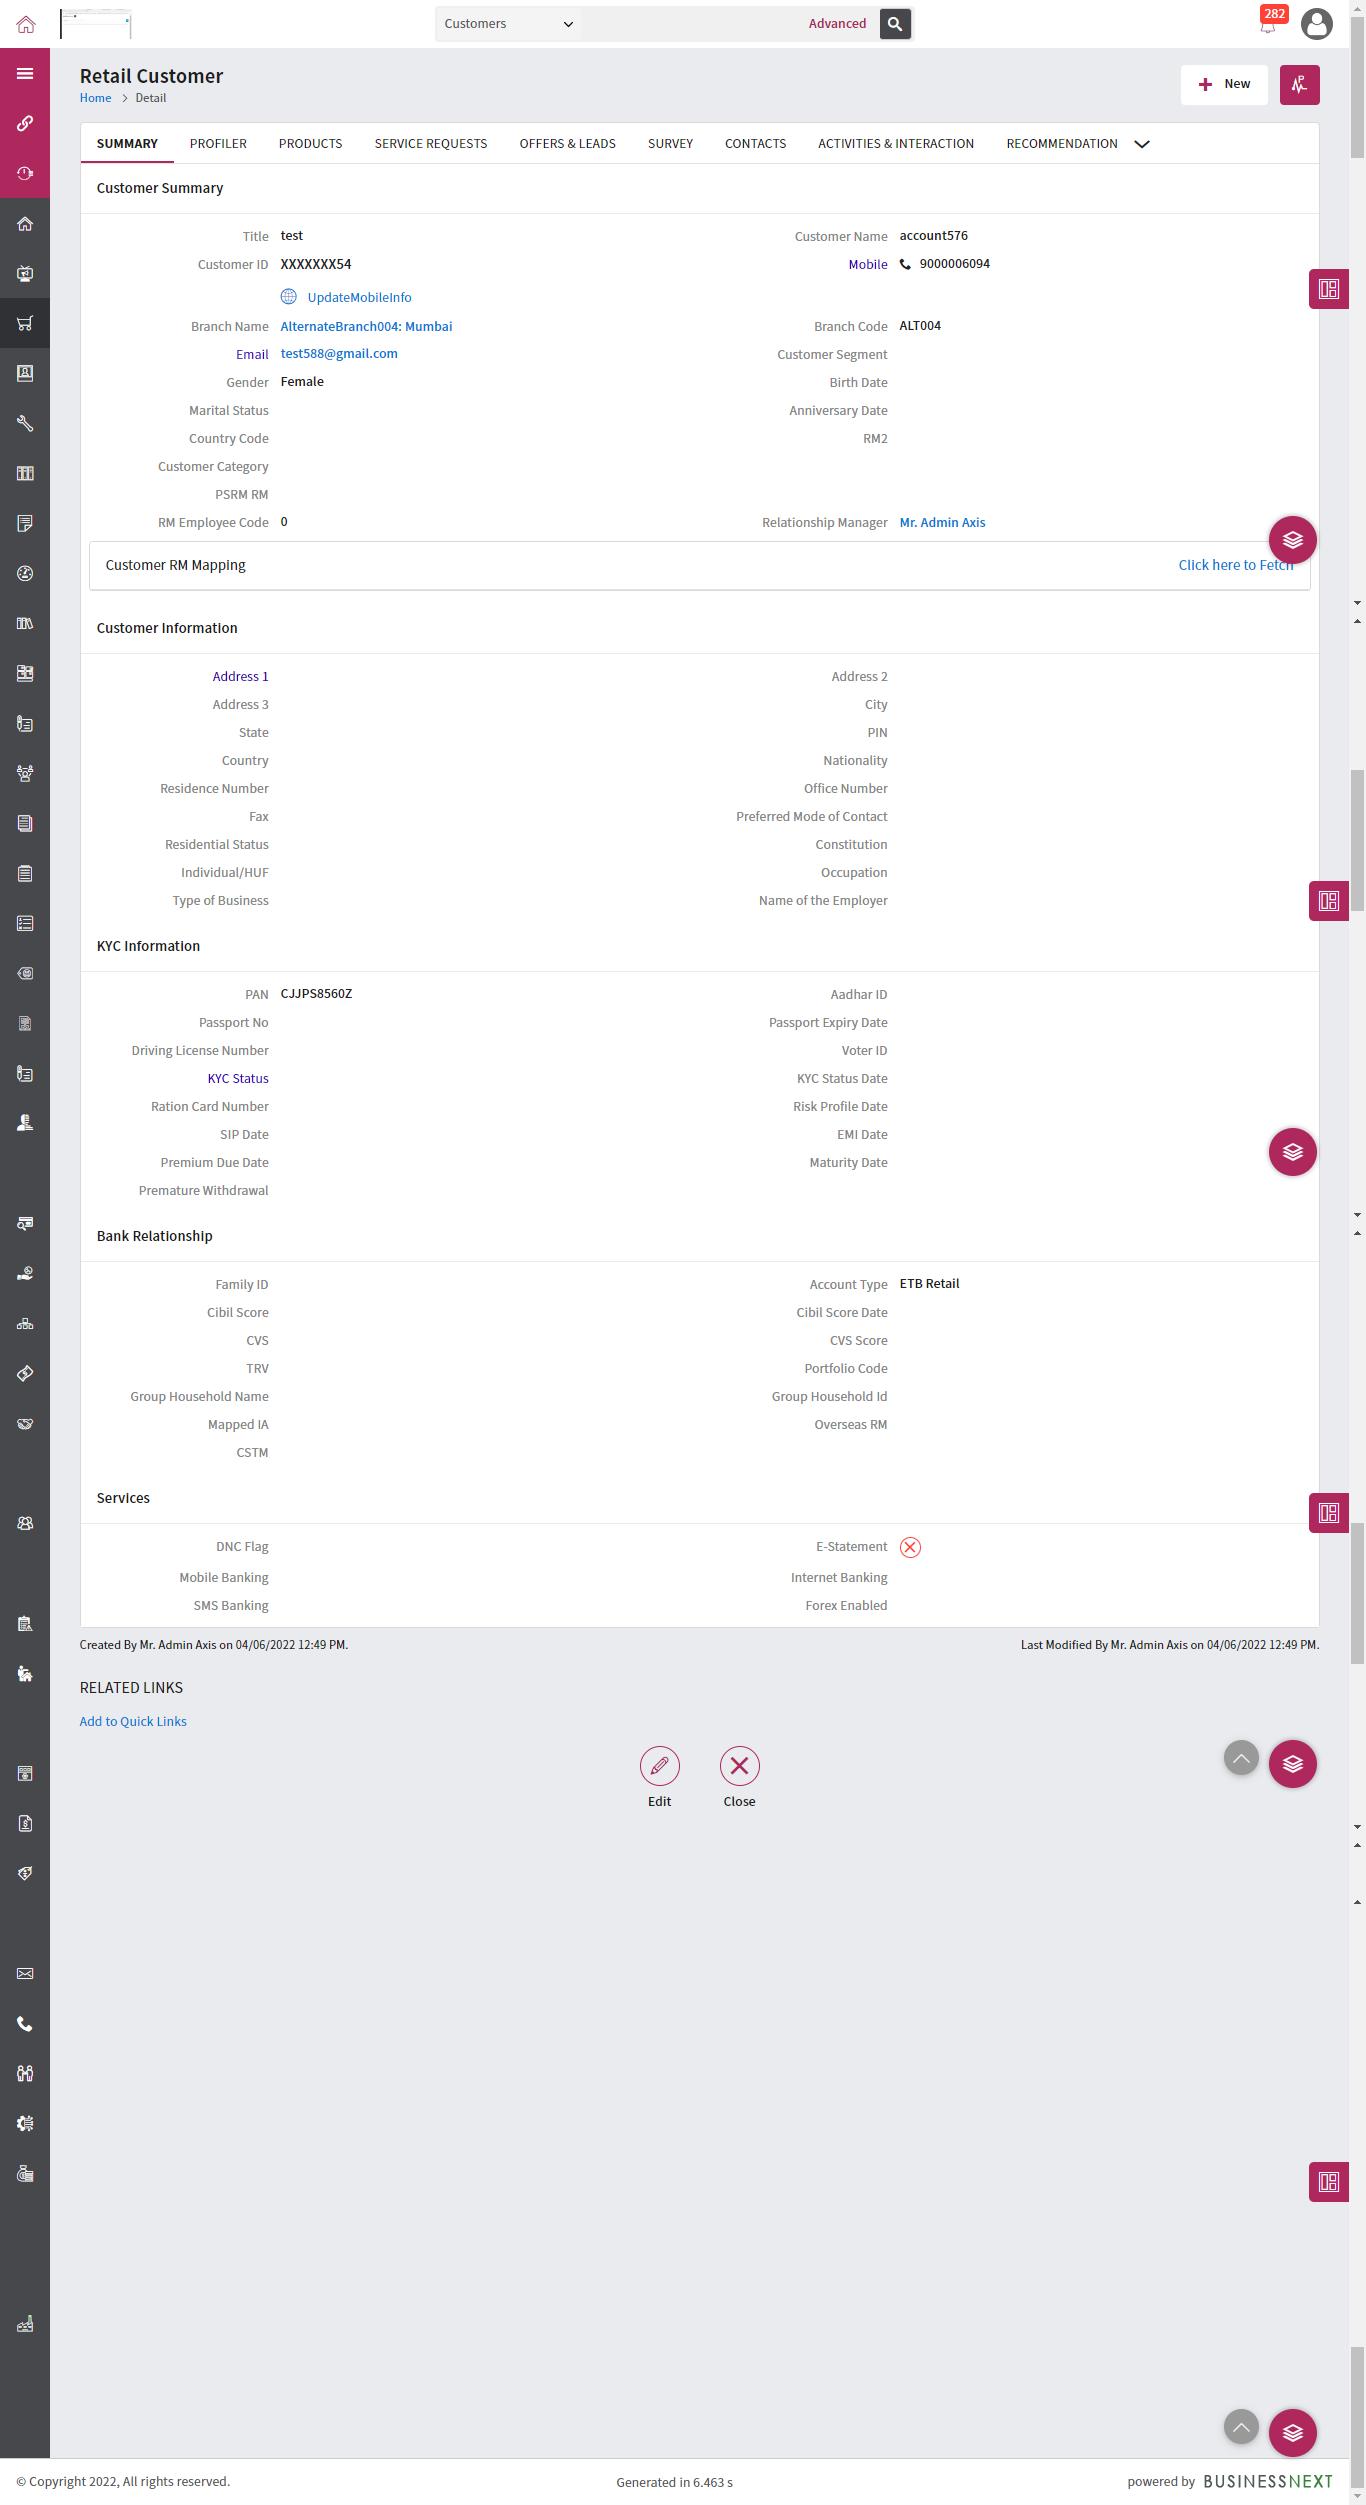 Customers
Advanced
282
Retail Customer
Home > Detail
New
P
SUMMARY PROFILER PRODUCTS SERVICE REQUESTS OFFERS & LEADS SURVEY CONTACTS ACTIVITIES & INTERACTION RECOMMENDATION
Customer Summary
Title test Customer Name account576
Customer ID XXXXXXX54 Mobile 9000006094
UpdateMobileInfo
Branch Name AlternateBranch004: Mumbai Branch Code ALT004
Email test588@gmail.com Customer Segment
Gender Female Birth Date
Marital Status Anniversary Date
Country Code RM2
Customer Category
PSRM RM
RM Employee Code 0 Relationship Manager Mr. Admin Axis
Customer RM Mapping Click here to Fetch
Customer Information
Address 1 Address 2
Address 3 City
State PIN
Country Nationality
Residence Number Office Number
Fax Preferred Mode of Contact
Residential Status Constitution
Individual/HUF Occupation
Type of Business Name of the Employer
KYC Information
PAN CJJPS8560Z Aadhar ID
Passport No Passport Expiry Date
Driving License Number Voter ID
KYC Status KYC Status Date
Ration Card Number Risk Profile Date
SIP Date EMI Date
Premium Due Date Maturity Date
Premature Withdrawal
Bank Relationship
Family ID Account Type ETB Retail
Cibil Score Cibil Score Date
CVS CVS Score
TRV Portfolio Code
Group Household Name Group Household Id
Mapped IA Overseas RM
CSTM
Services
DNC Flag E-Statement
Mobile Banking Internet Banking
SMS Banking Forex Enabled
Created By Mr. Admin Axis on 04/06/2022 12:49 PM. Last Modified By Mr. Admin Axis on 04/06/2022 12:49 PM.
RELATED LINKS
Add to Quick Links
Edit Close
© Copyright 2022, All rights reserved. Generated in 6.463 s powered by BUSINESSNEXT